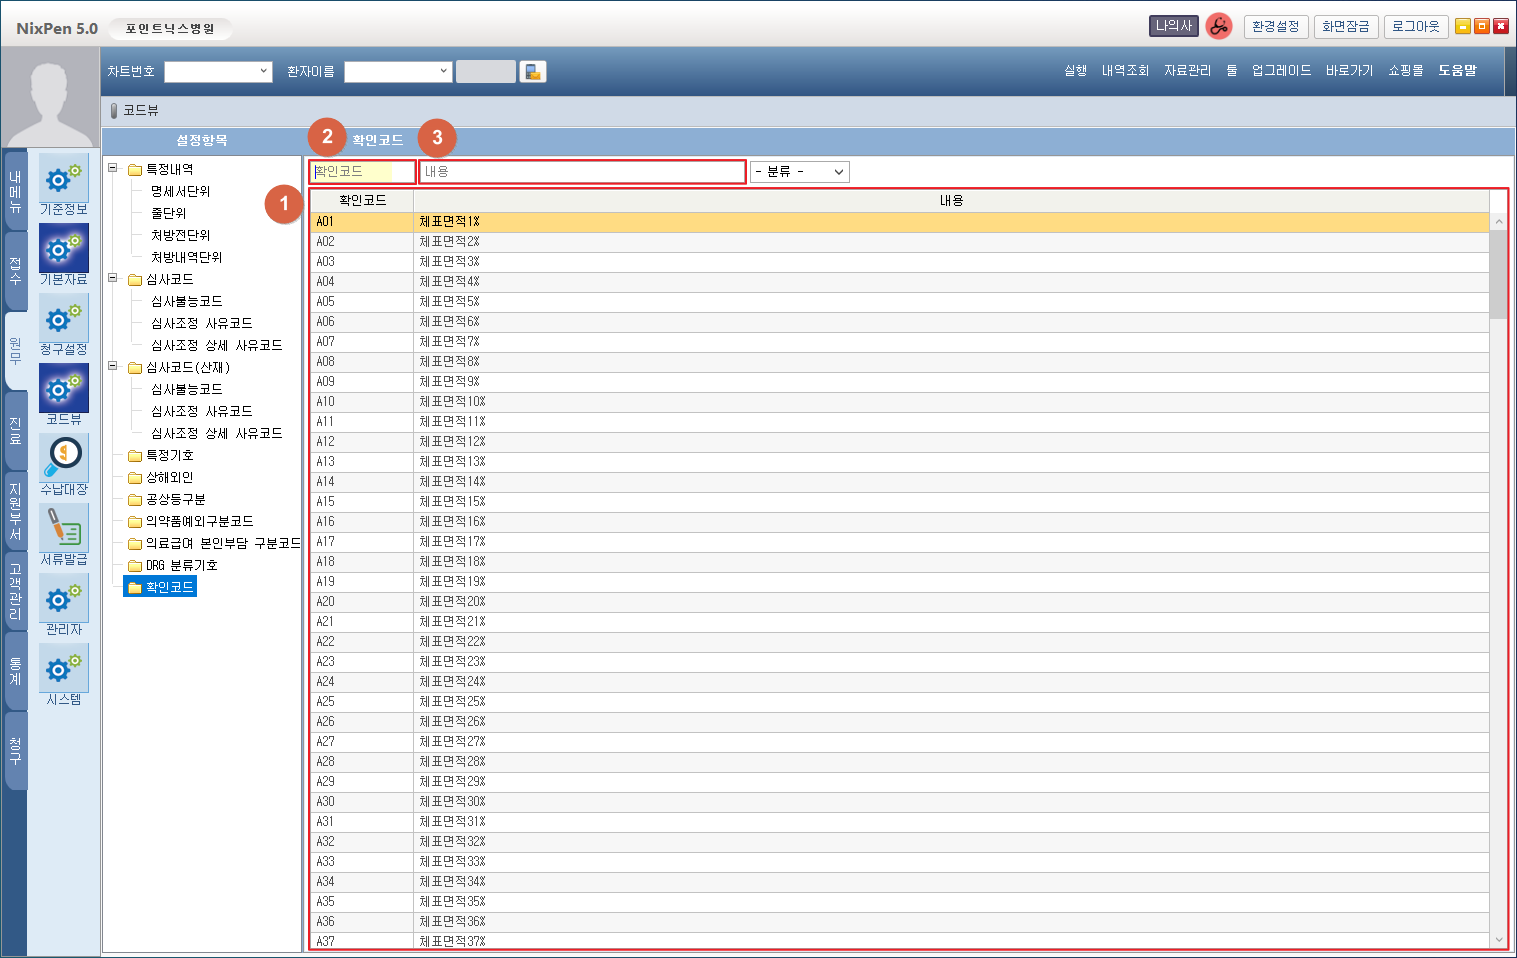 NixPen 5.0 포인트닉스병원 나의사 환경설정 화면잠금 로그아웃
차트번호 환자이름 실행 내역조회 자료관리 툴 업그레이드 바로가기 쇼핑몰 도움말
코드뷰
설정항목 2 확인코드 3
확인코드 내용 - 분류 -
1
내메뉴
접수
원무
진료
지원부서
고객관리
통계
청구
기준정보
기본자료
청구설정
코드뷰
수납대장
서류발급
관리자
시스템
특정내역
명세서단위
줄단위
처방전단위
처방내역단위
심사코드
심사불능코드
심사조정 사유코드
심사조정 상세 사유코드
심사코드(산재)
심사불능코드
심사조정 사유코드
심사조정 상세 사유코드
특정기호
상해외인
공상등구분
의약품예외구분코드
의료급여 본인부담 구분코드
DRG 분류기호
확인코드
확인코드 내용
A01 체표면적1%
A02 체표면적2%
A03 체표면적3%
A04 체표면적4%
A05 체표면적5%
A06 체표면적6%
A07 체표면적7%
A08 체표면적8%
A09 체표면적9%
A10 체표면적10%
A11 체표면적11%
A12 체표면적12%
A13 체표면적13%
A14 체표면적14%
A15 체표면적15%
A16 체표면적16%
A17 체표면적17%
A18 체표면적18%
A19 체표면적19%
A20 체표면적20%
A21 체표면적21%
A22 체표면적22%
A23 체표면적23%
A24 체표면적24%
A25 체표면적25%
A26 체표면적26%
A27 체표면적27%
A28 체표면적28%
A29 체표면적29%
A30 체표면적30%
A31 체표면적31%
A32 체표면적32%
A33 체표면적33%
A34 체표면적34%
A35 체표면적35%
A36 체표면적36%
A37 체표면적37%